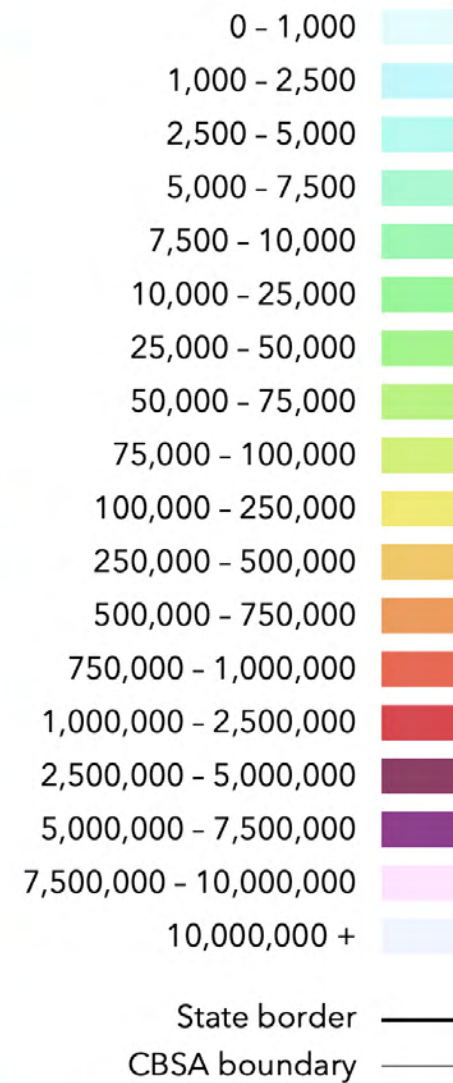 0 – 1,000
1,000 – 2,500
2,500 – 5,000
5,000 – 7,500
7,500 – 10,000
10,000 – 25,000
25,000 – 50,000
50,000 – 75,000
75,000 – 100,000
100,000 – 250,000
250,000 – 500,000
500,000 – 750,000
750,000 – 1,000,000
1,000,000 – 2,500,000
2,500,000 – 5,000,000
5,000,000 – 7,500,000
7,500,000 – 10,000,000
10,000,000 +
State border
CBSA boundary